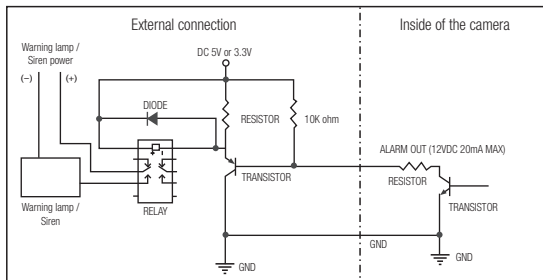 External connection
Inside of the camera
Warning lamp /
Siren power
(−)
(+)
DC 5V or 3.3V
DIODE
RESISTOR
10K ohm
ALARM OUT (12VDC 20mA MAX)
RESISTOR
TRANSISTOR
TRANSISTOR
Warning lamp /
Siren
RELAY
GND
GND
GND